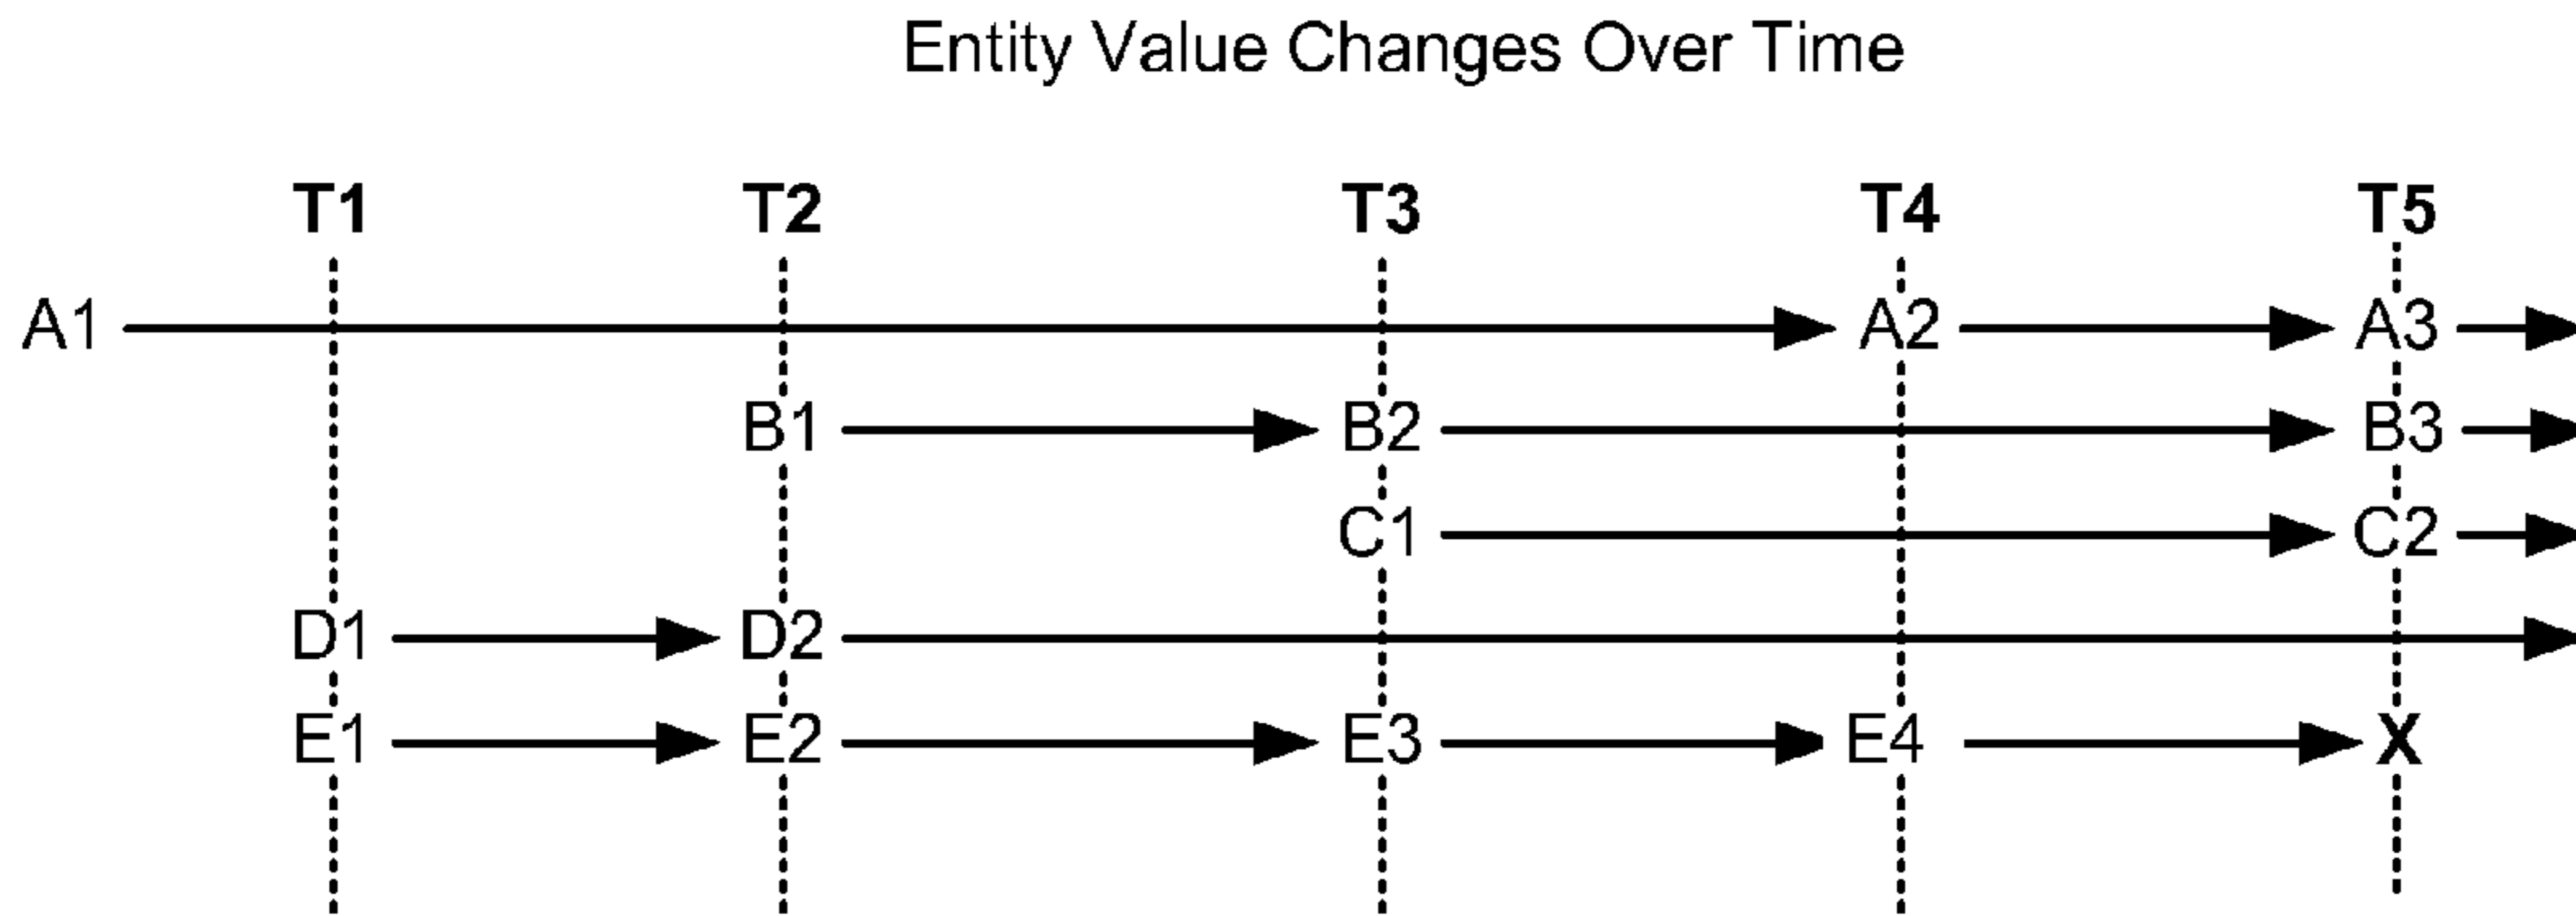 Entity Value Changes Over Time
T1 T2 T3 T4 T5
A1 A2 A3
B1 B2 B3
C1 C2
D1 D2
E1 E2 E3 E4 X